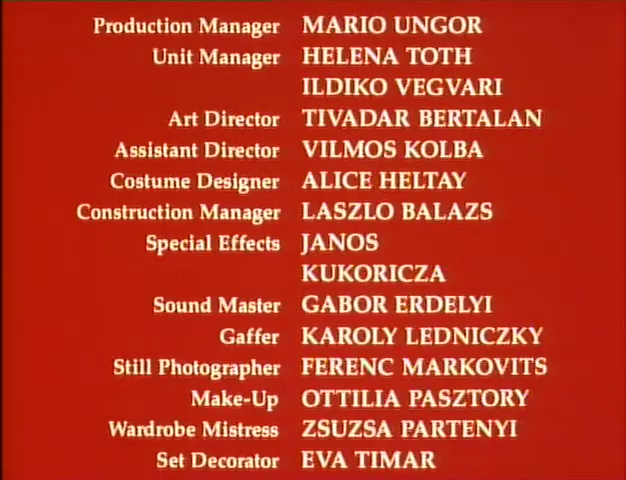 Production Manager MARIO UNGOR
Unit Manager HELENA TOTH
ILDIKO VEGVARI
Art Director TIVADAR BERTALAN
Assistant Director VILMOS KOLBA
Costume Designer ALICE HELTAY
Construction Manager LASZLO BALAZS
Special Effects JANOS
KUKORICZA
Sound Master GABOR ERDELYI
Gaffer KAROLY LEDNICZKY
Still Photographer FERENC MARKOVITS
Make-Up OTTILIA PASZTORY
Wardrobe Mistress ZSUZSA PARTENYI
Set Decorator EVA TIMAR